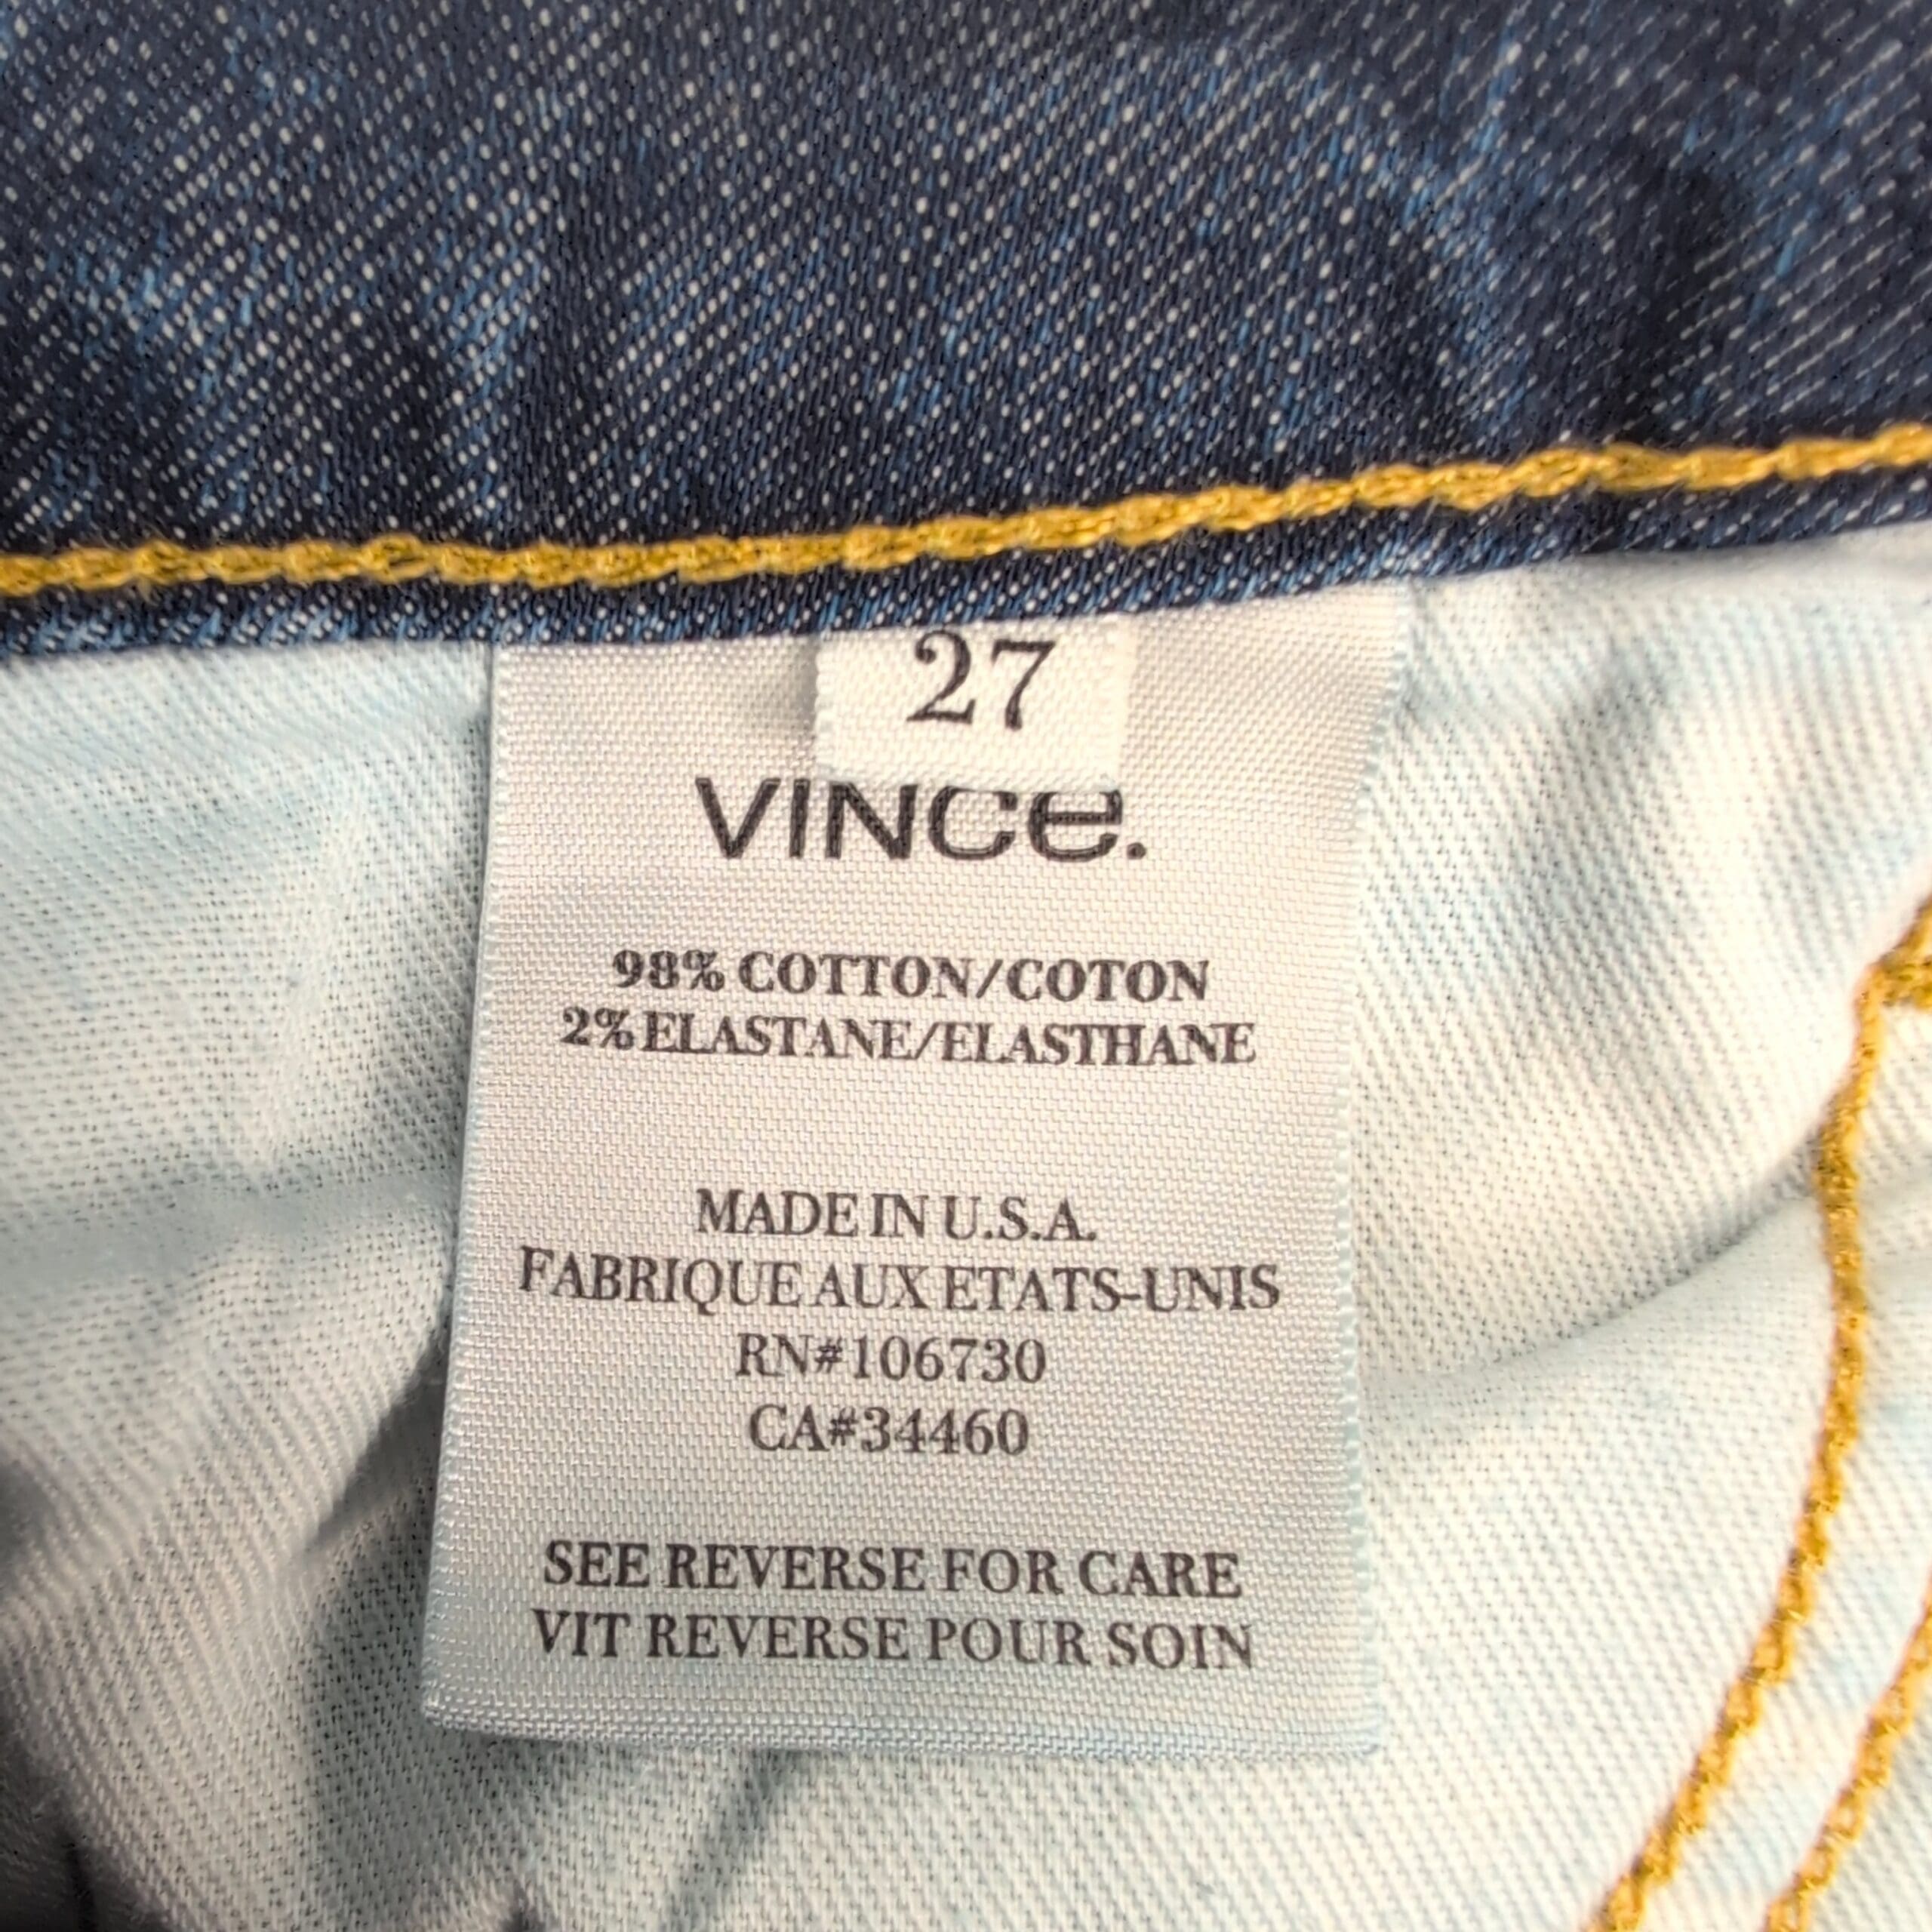 27
VINCE.
98% COTTON/COTON
2% ELASTANE/ELASTHANE
MADE IN U.S.A.
FABRIQUE AUX ETATS-UNIS
RN#106730
CA#34460
SEE REVERSE FOR CARE
VIT REVERSE POUR SOIN